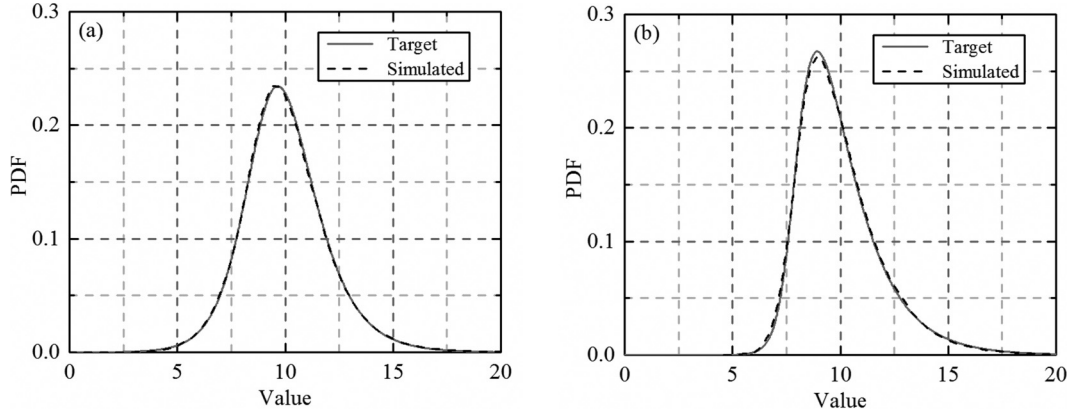 (a)
Target
Simulated
0.3
0.2
0.1
0.0
PDF
0 5 10 15 20
Value
(b)
Target
Simulated
0.3
0.2
0.1
0.0
PDF
0 5 10 15 20
Value